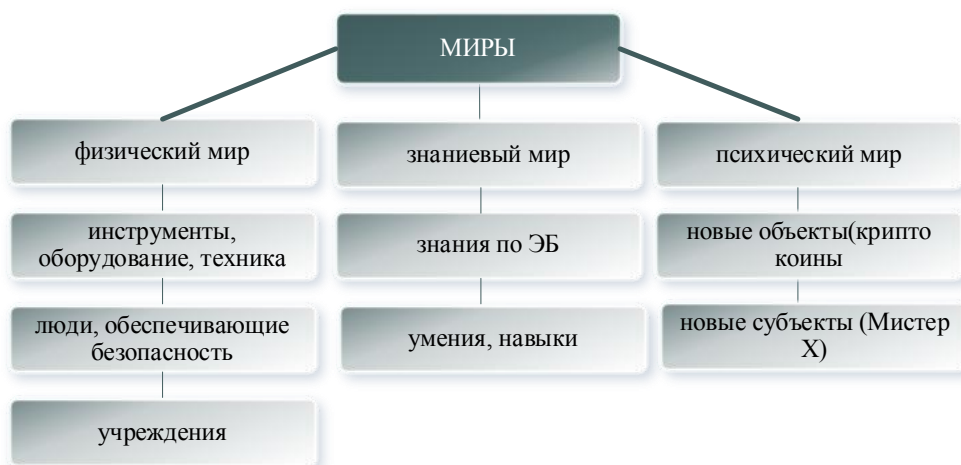 МИРЫ
физический мир
инструменты,
оборудование, техника
люди, обеспечивающие
безопасность
учреждения
знаниевый мир
знания по ЭБ
умения, навыки
психический мир
новые объекты(крипто
коины
новые субъекты (Мистер
Х)